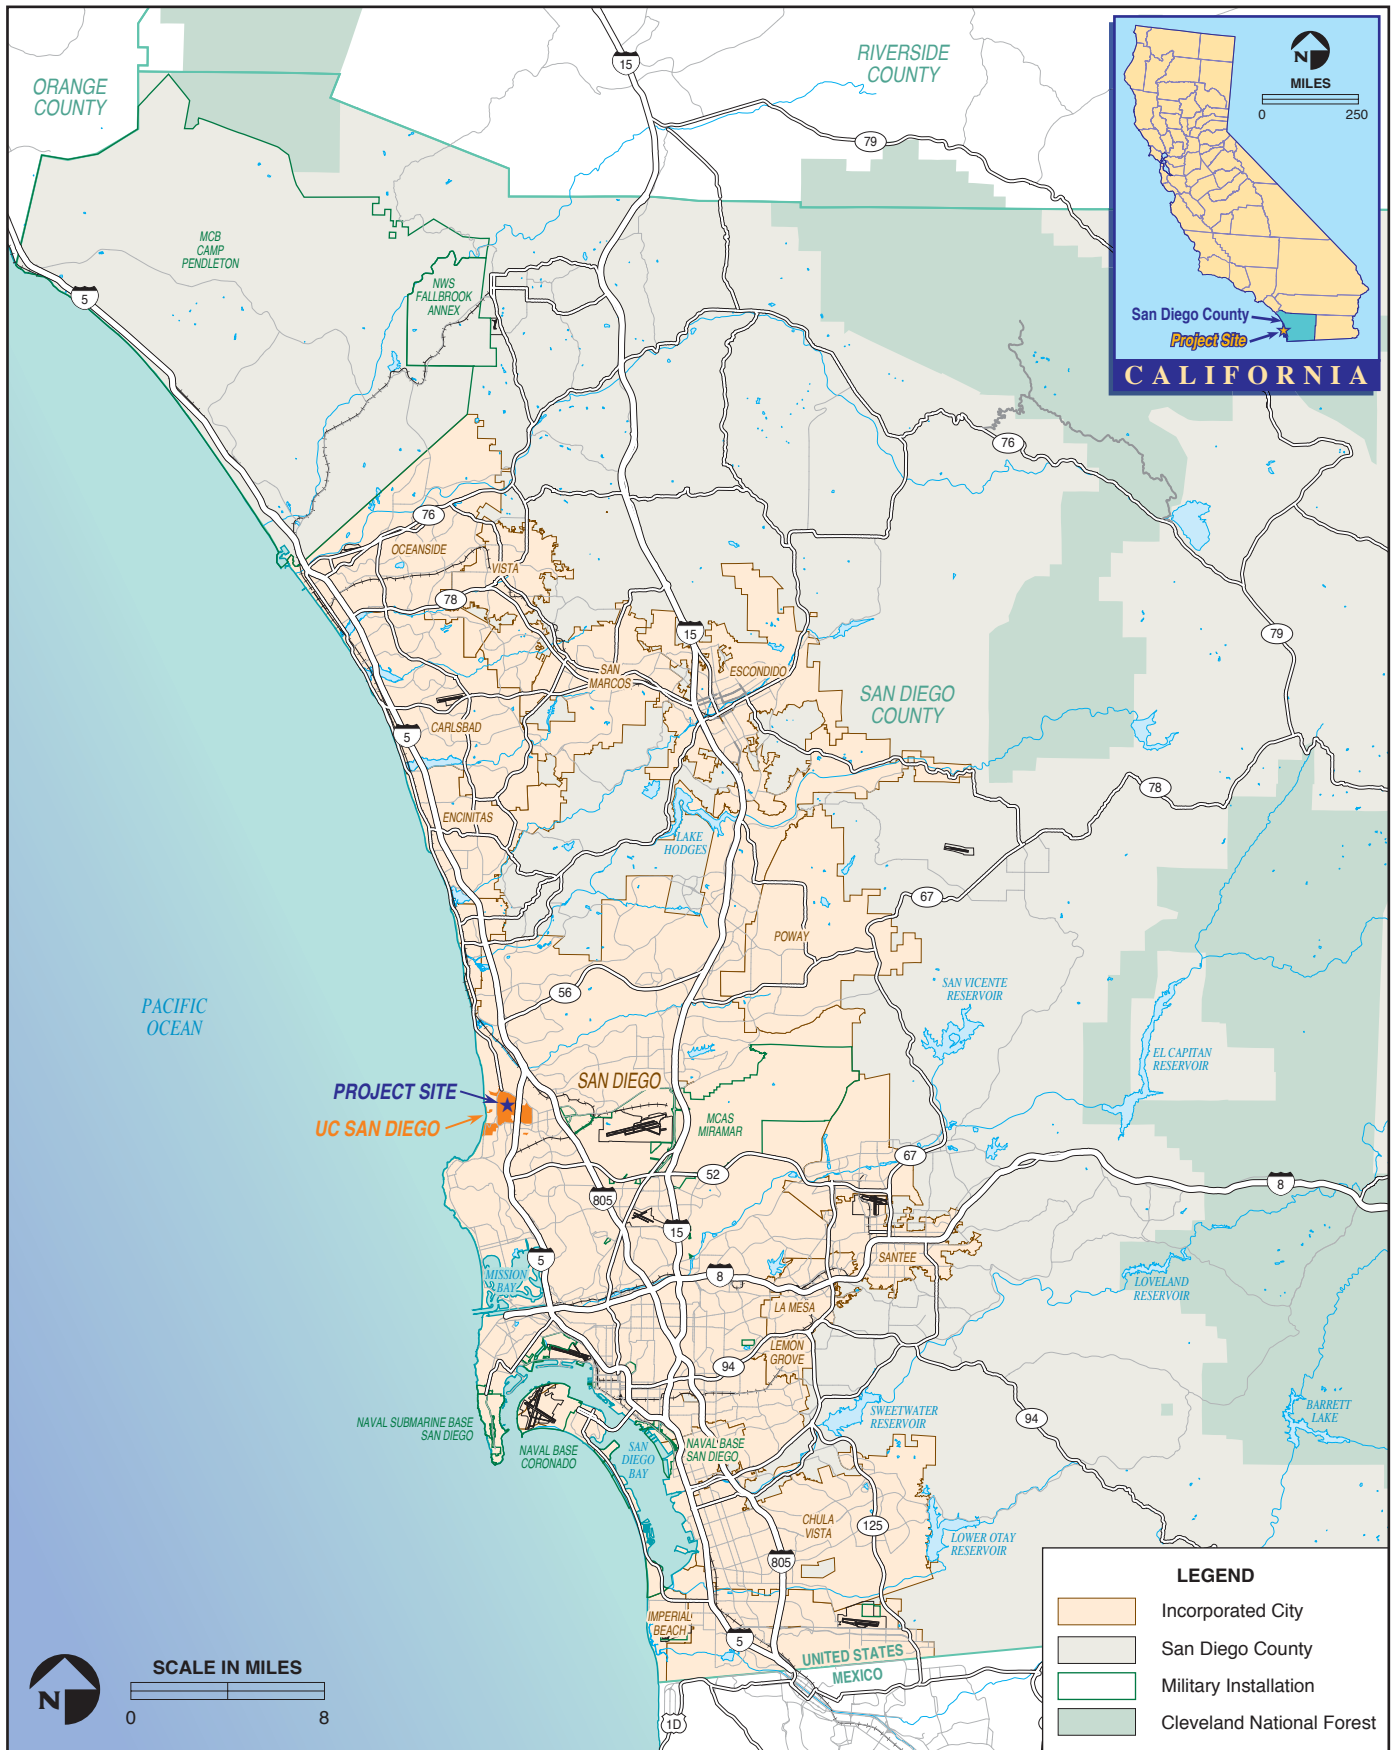 ORANGE
COUNTY
RIVERSIDE
COUNTY
15
79
N
MILES
0 250
San Diego County
Project Site
CALIFORNIA
MCB
CAMP
PENDLETON
NWS
FALLBROOK
ANNEX
5
76
76
OCEANSIDE
VISTA
78
15
79
SAN
MARCOS
ESCONDIDO
SAN DIEGO
COUNTY
CARLSBAD
5
78
ENCINITAS
LAKE
HODGES
67
POWAY
56
SAN VICENTE
RESERVOIR
PACIFIC
OCEAN
EL CAPITAN
RESERVOIR
PROJECT SITE
UC SAN DIEGO
SAN DIEGO
MCAS
MIRAMAR
67
52
8
805
15
5
8
SANTEE
MISSION
BAY
LOVELAND
RESERVOIR
LA MESA
LEMON
GROVE
94
94
SWEETWATER
RESERVOIR
BARRETT
LAKE
NAVAL SUBMARINE BASE
SAN DIEGO
NAVAL BASE
CORONADO
SAN
DIEGO
BAY
NAVAL BASE
SAN DIEGO
CHULA
VISTA
125
LOWER OTAY
RESERVOIR
805
IMPERIAL
BEACH
5
UNITED STATES
MEXICO
1D
N
SCALE IN MILES
0 8
LEGEND
Incorporated City
San Diego County
Military Installation
Cleveland National Forest